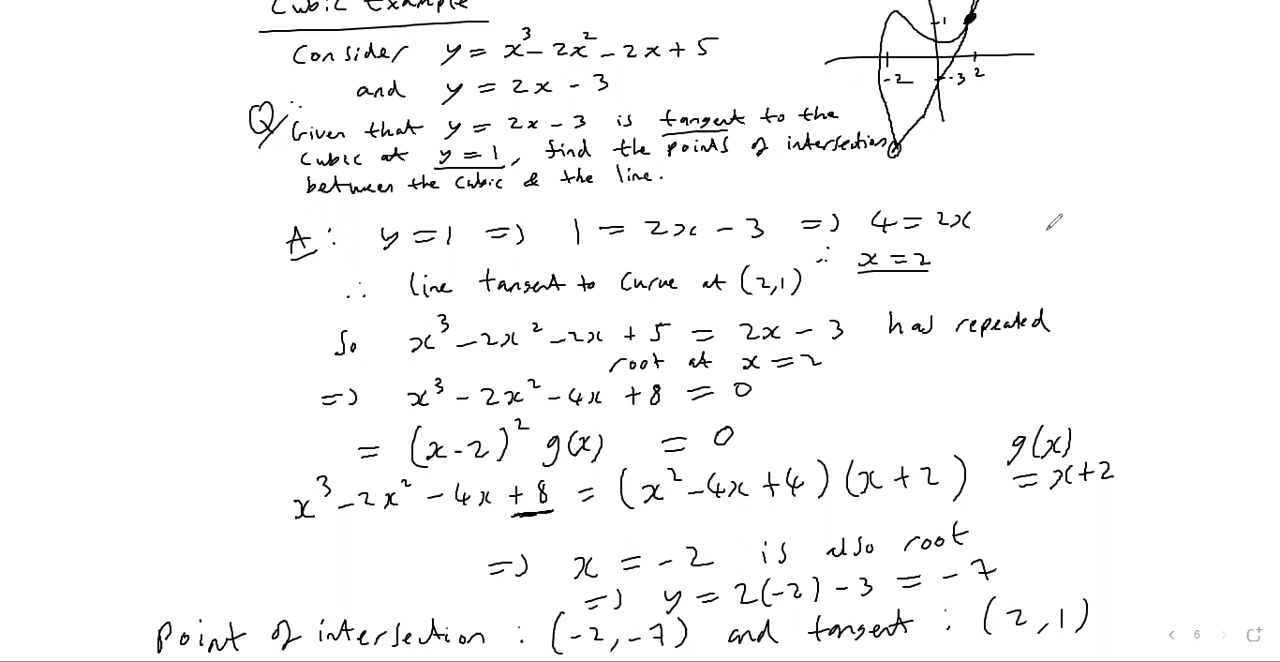 Cubic Example
Consider y = x³ - 2x² - 2x + 5
and y = 2x - 3
Q: Given that y = 2x - 3 is tangent to the
cubic at y = 1, find the points of intersection
between the cubic & the line.
1
-2
-3 2
A: y = 1 => 1 = 2x - 3 => 4 = 2x
∴ x = 2
∴ line tangent to curve at (2,1)
So x³ - 2x² - 2x + 5 = 2x - 3 has repeated
root at x = 2
=> x³ - 2x² - 4x + 8 = 0
= (x - 2)² g(x) = 0
g(x)
= x + 2
x³ - 2x² - 4x + 8 = (x² - 4x + 4)(x + 2)
=> x = -2 is also root
=> y = 2(-2) - 3 = -7
Point of intersection : (-2, -7) and tangent : (2, 1)
< 6 >